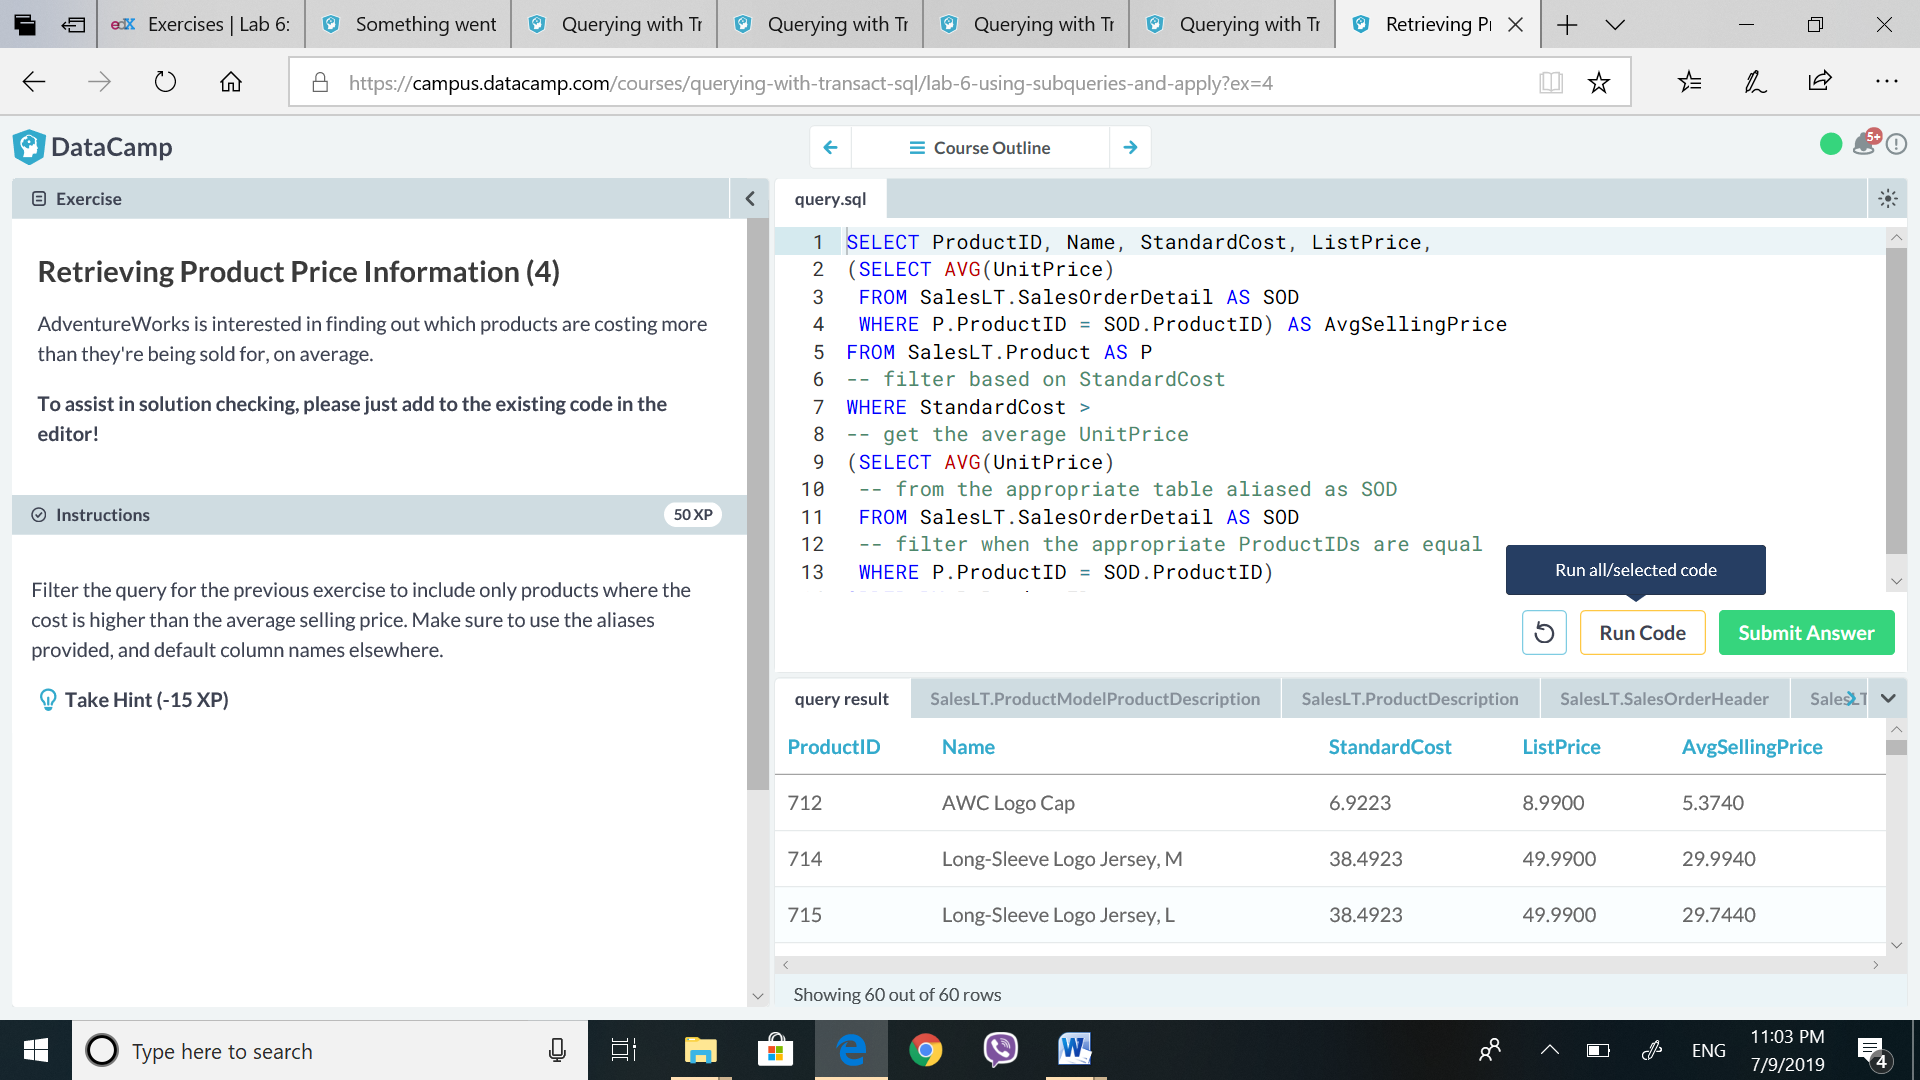 Exercises | Lab 6:
Something went
Querying with Tr
Querying with Tr
Querying with Tr
Querying with Tr
Retrieving Pr
https://campus.datacamp.com/courses/querying-with-transact-sql/lab-6-using-subqueries-and-apply?ex=4
DataCamp
Course Outline
5+
Exercise
query.sql
Retrieving Product Price Information (4)
AdventureWorks is interested in finding out which products are costing more
than they're being sold for, on average.
To assist in solution checking, please just add to the existing code in the
editor!
Instructions
50 XP
Filter the query for the previous exercise to include only products where the
cost is higher than the average selling price. Make sure to use the aliases
provided, and default column names elsewhere.
Take Hint (-15 XP)
1 SELECT ProductID, Name, StandardCost, ListPrice,
2 (SELECT AVG(UnitPrice)
3 FROM SalesLT.SalesOrderDetail AS SOD
4 WHERE P.ProductID = SOD.ProductID) AS AvgSellingPrice
5 FROM SalesLT.Product AS P
6 -- filter based on StandardCost
7 WHERE StandardCost >
8 -- get the average UnitPrice
9 (SELECT AVG(UnitPrice)
10 -- from the appropriate table aliased as SOD
11 FROM SalesLT.SalesOrderDetail AS SOD
12 -- filter when the appropriate ProductIDs are equal
13 WHERE P.ProductID = SOD.ProductID)
Run all/selected code
Run Code
Submit Answer
query result
SalesLT.ProductModelProductDescription
SalesLT.ProductDescription
SalesLT.SalesOrderHeader
SalesLT
ProductID Name StandardCost ListPrice AvgSellingPrice
712 AWC Logo Cap 6.9223 8.9900 5.3740
714 Long-Sleeve Logo Jersey, M 38.4923 49.9900 29.9940
715 Long-Sleeve Logo Jersey, L 38.4923 49.9900 29.7440
Showing 60 out of 60 rows
Type here to search
ENG
11:03 PM
7/9/2019
4